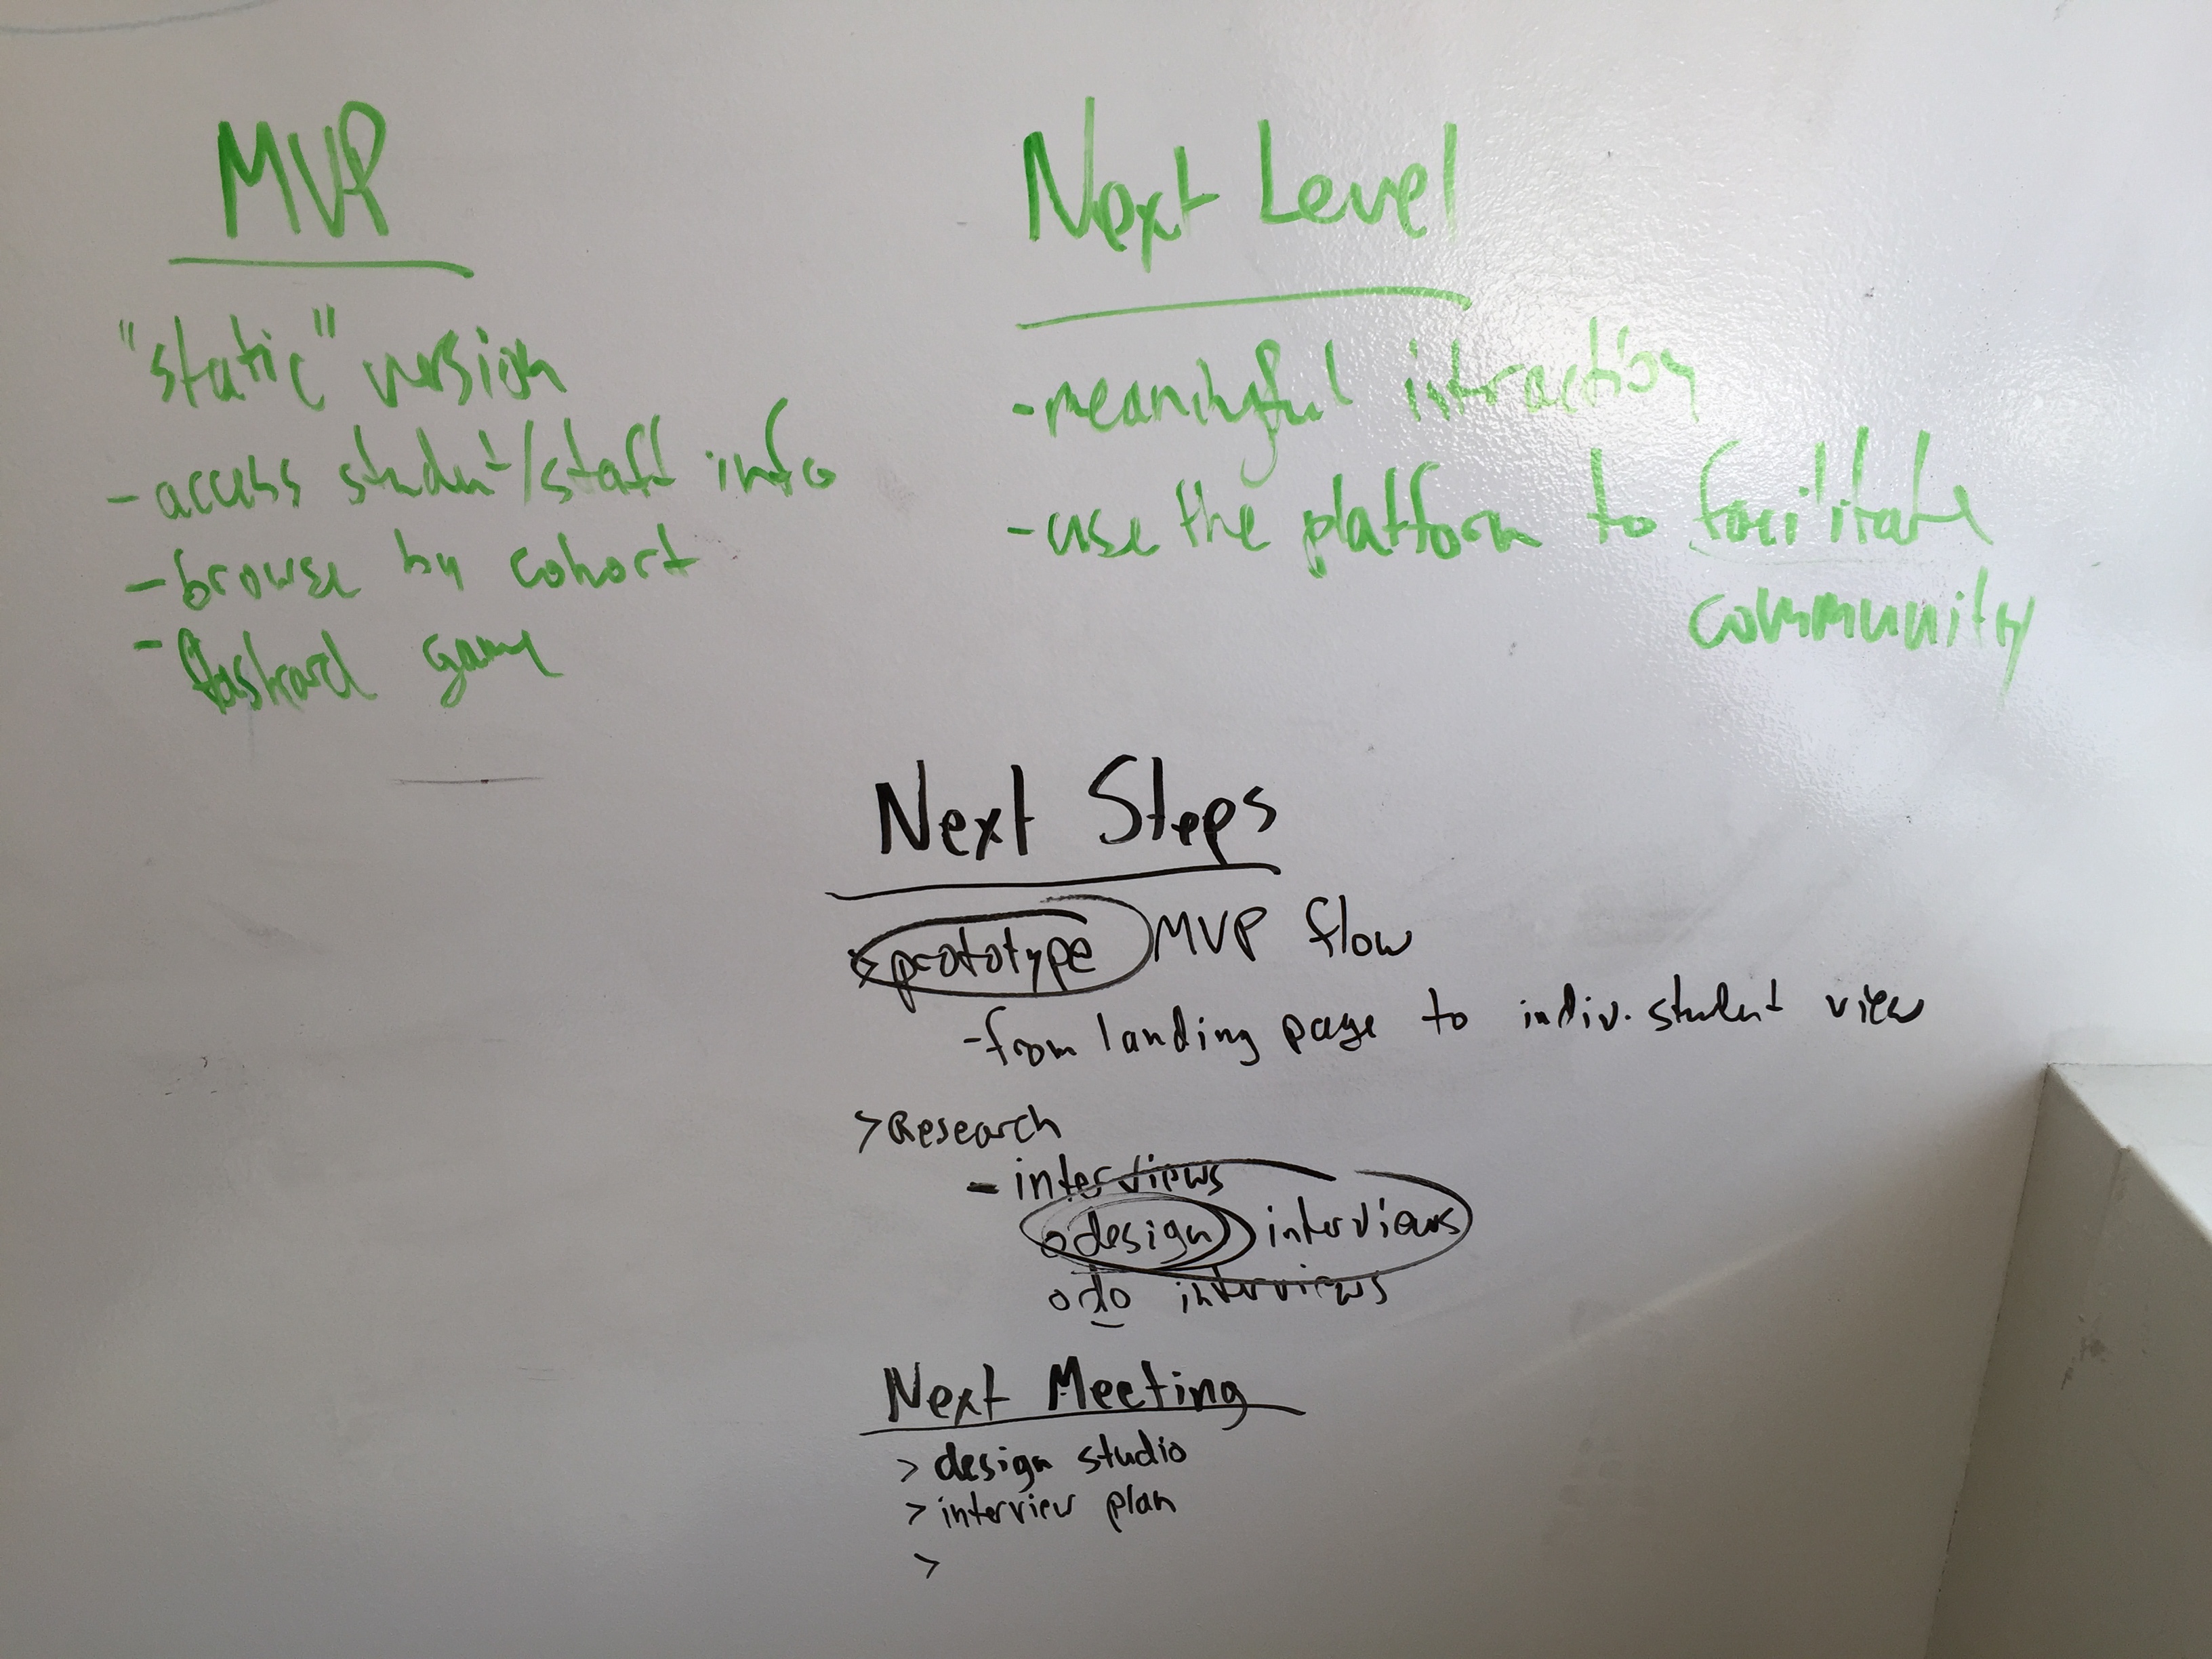 MVP
"static" version
- access student/staff info
- browse by cohort
- flashcard game
Next Level
- meaningful interaction
- use the platform to facilitate
community
Next Steps
> prototype MVP flow
- from landing page to indiv. student view
> Research
- interviews
o design interviews
o do interviews
Next Meeting
> design studio
> interview plan
>